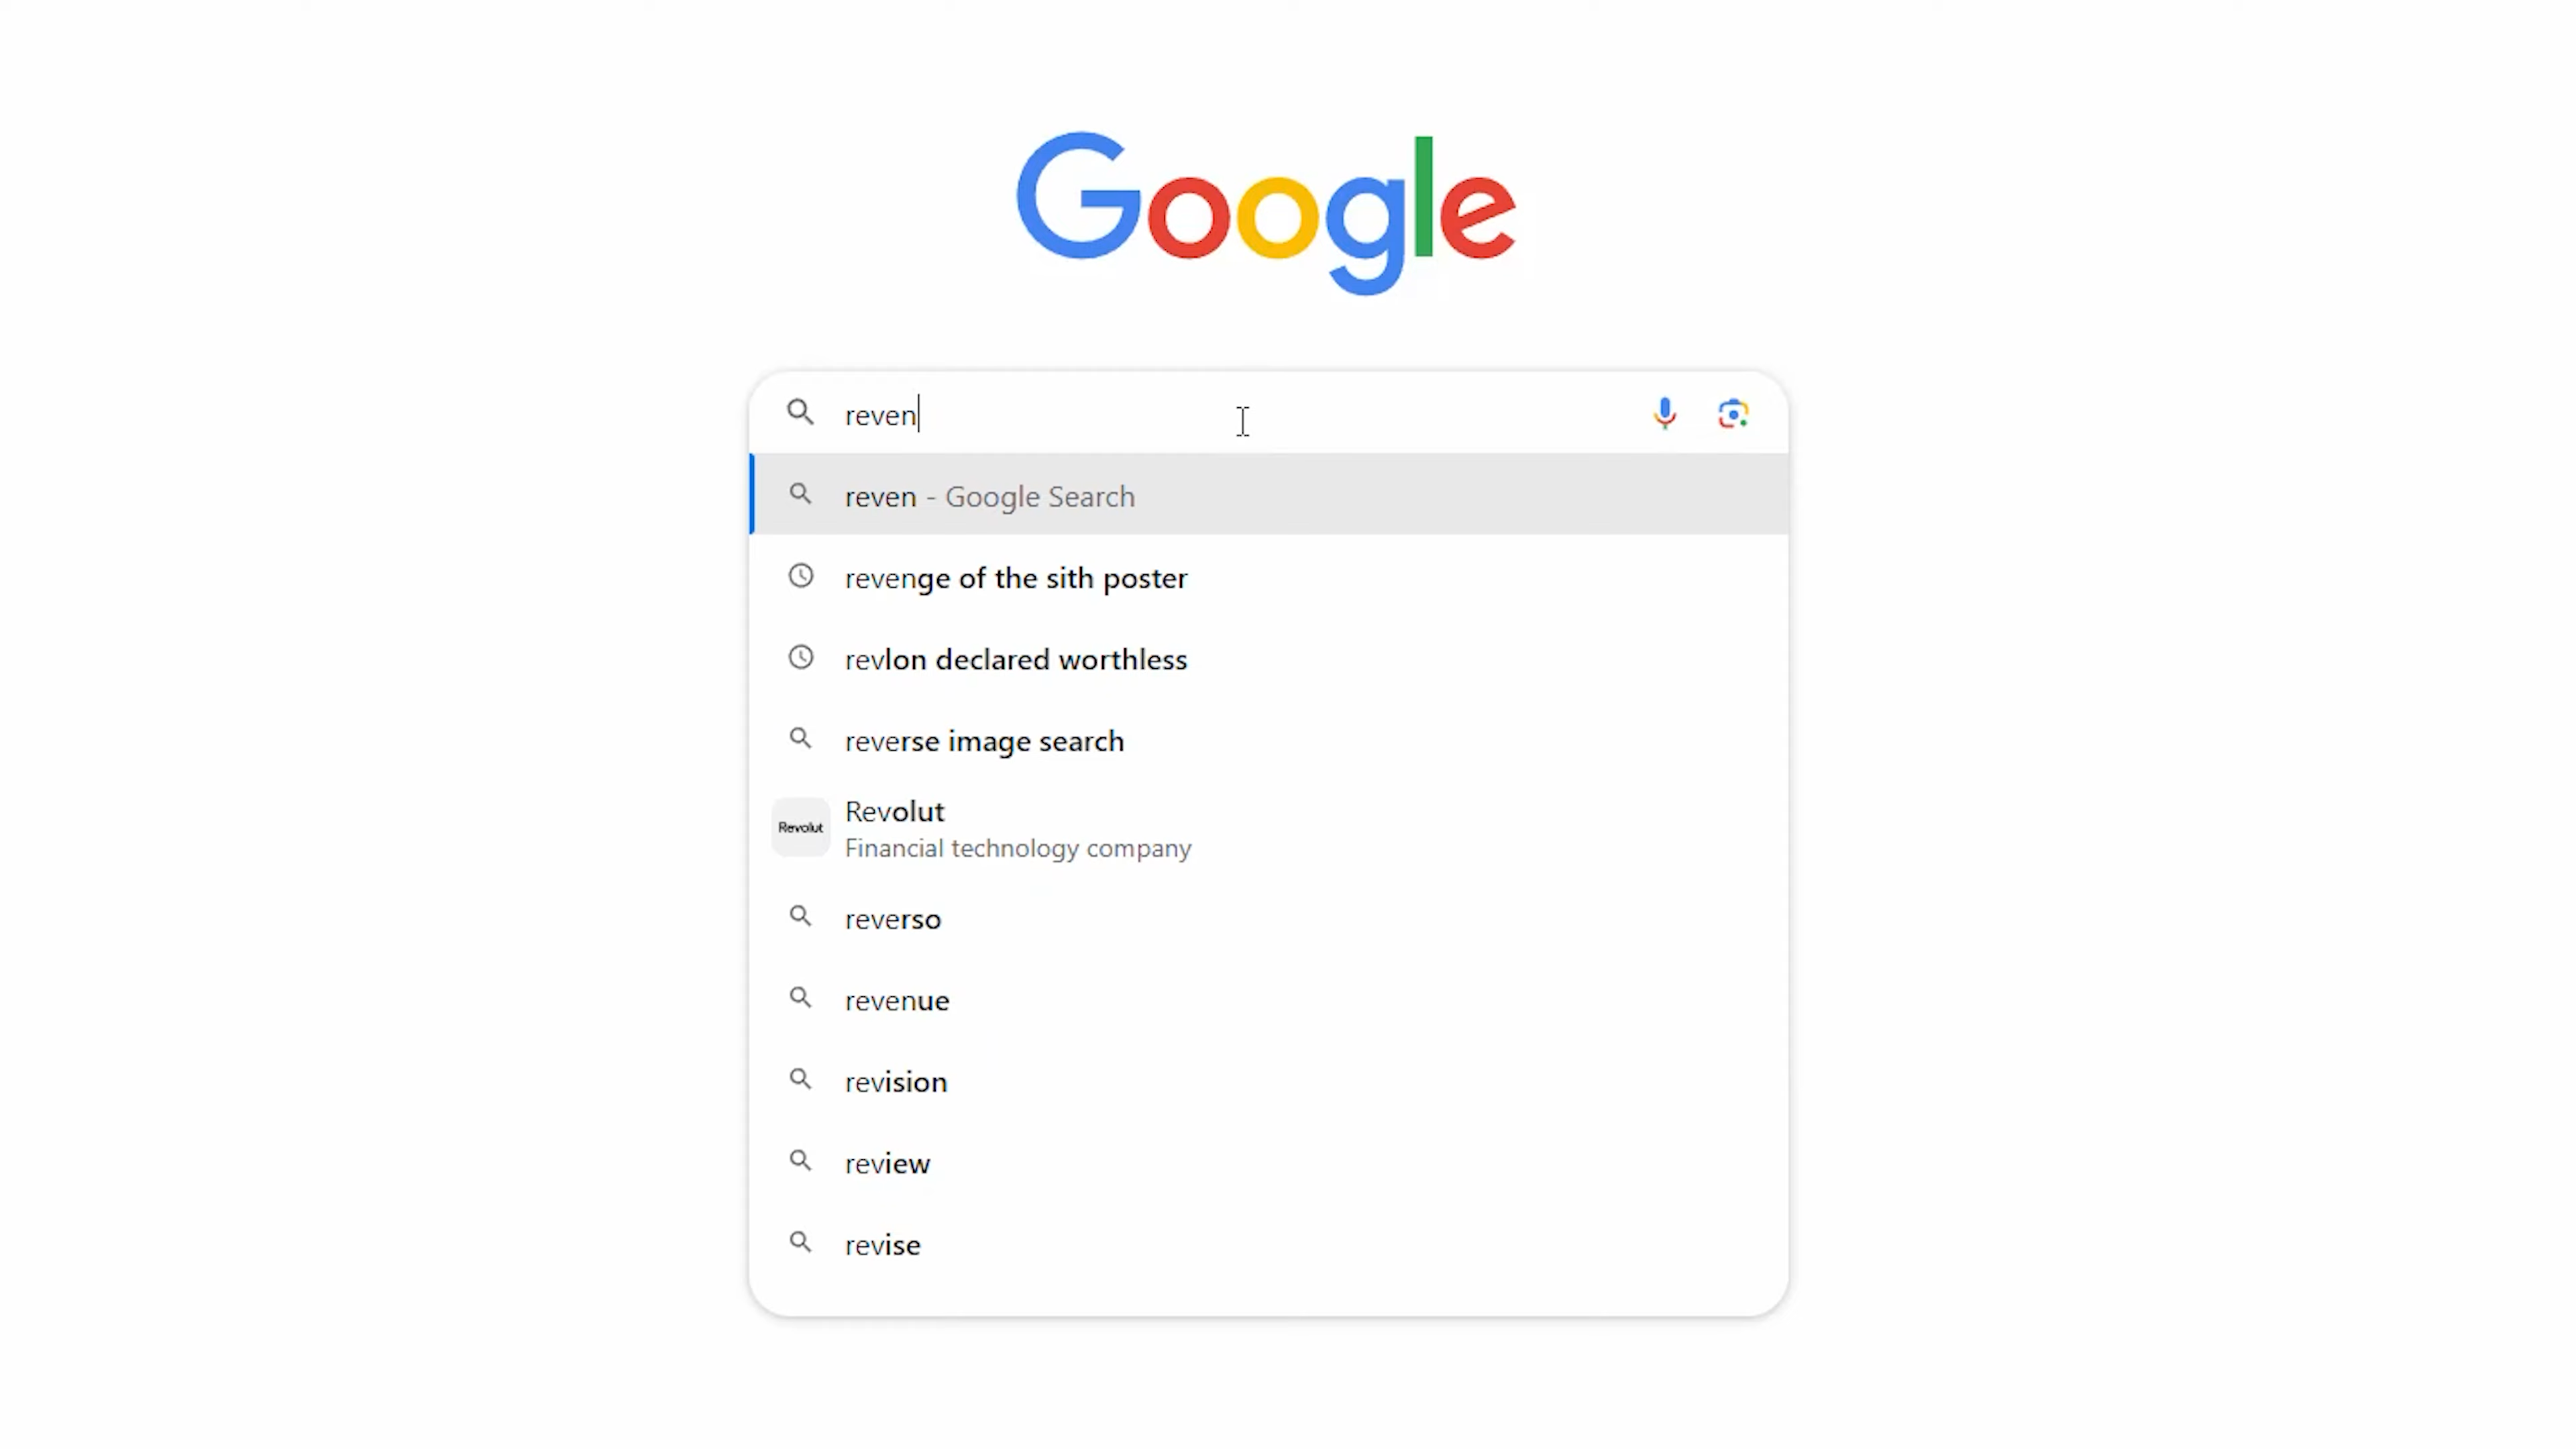 Google
reven
reven - Google Search
revenge of the sith poster
revlon declared worthless
reverse image search
Revolut
Revolut
Financial technology company
reverso
revenue
revision
review
revise